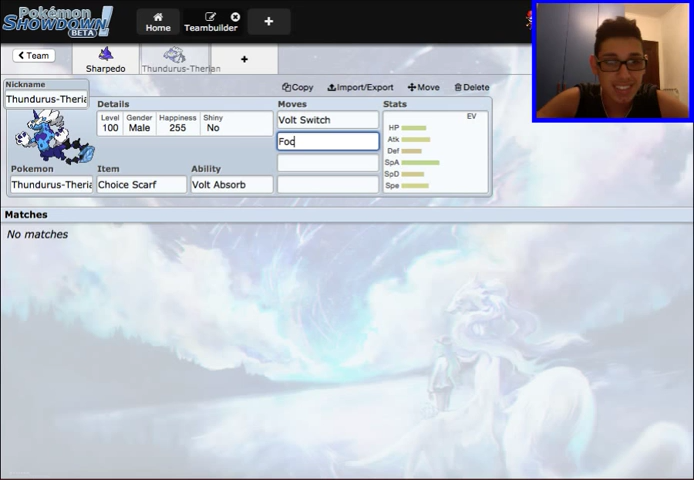 Pokémon
SHOWDOWN!
BETA
Home
Teambuilder
+
Team
Sharpedo
Thundurus-Therian
+
Nickname
Thundurus-Theria
Copy
Import/Export
Move
Delete
Details
Level
100
Gender
Male
Happiness
255
Shiny
No
Moves
Volt Switch
Foc
Stats
EV
HP
Atk
Def
SpA
SpD
Spe
Pokemon
Thundurus-Theria
Item
Choice Scarf
Ability
Volt Absorb
Matches
No matches